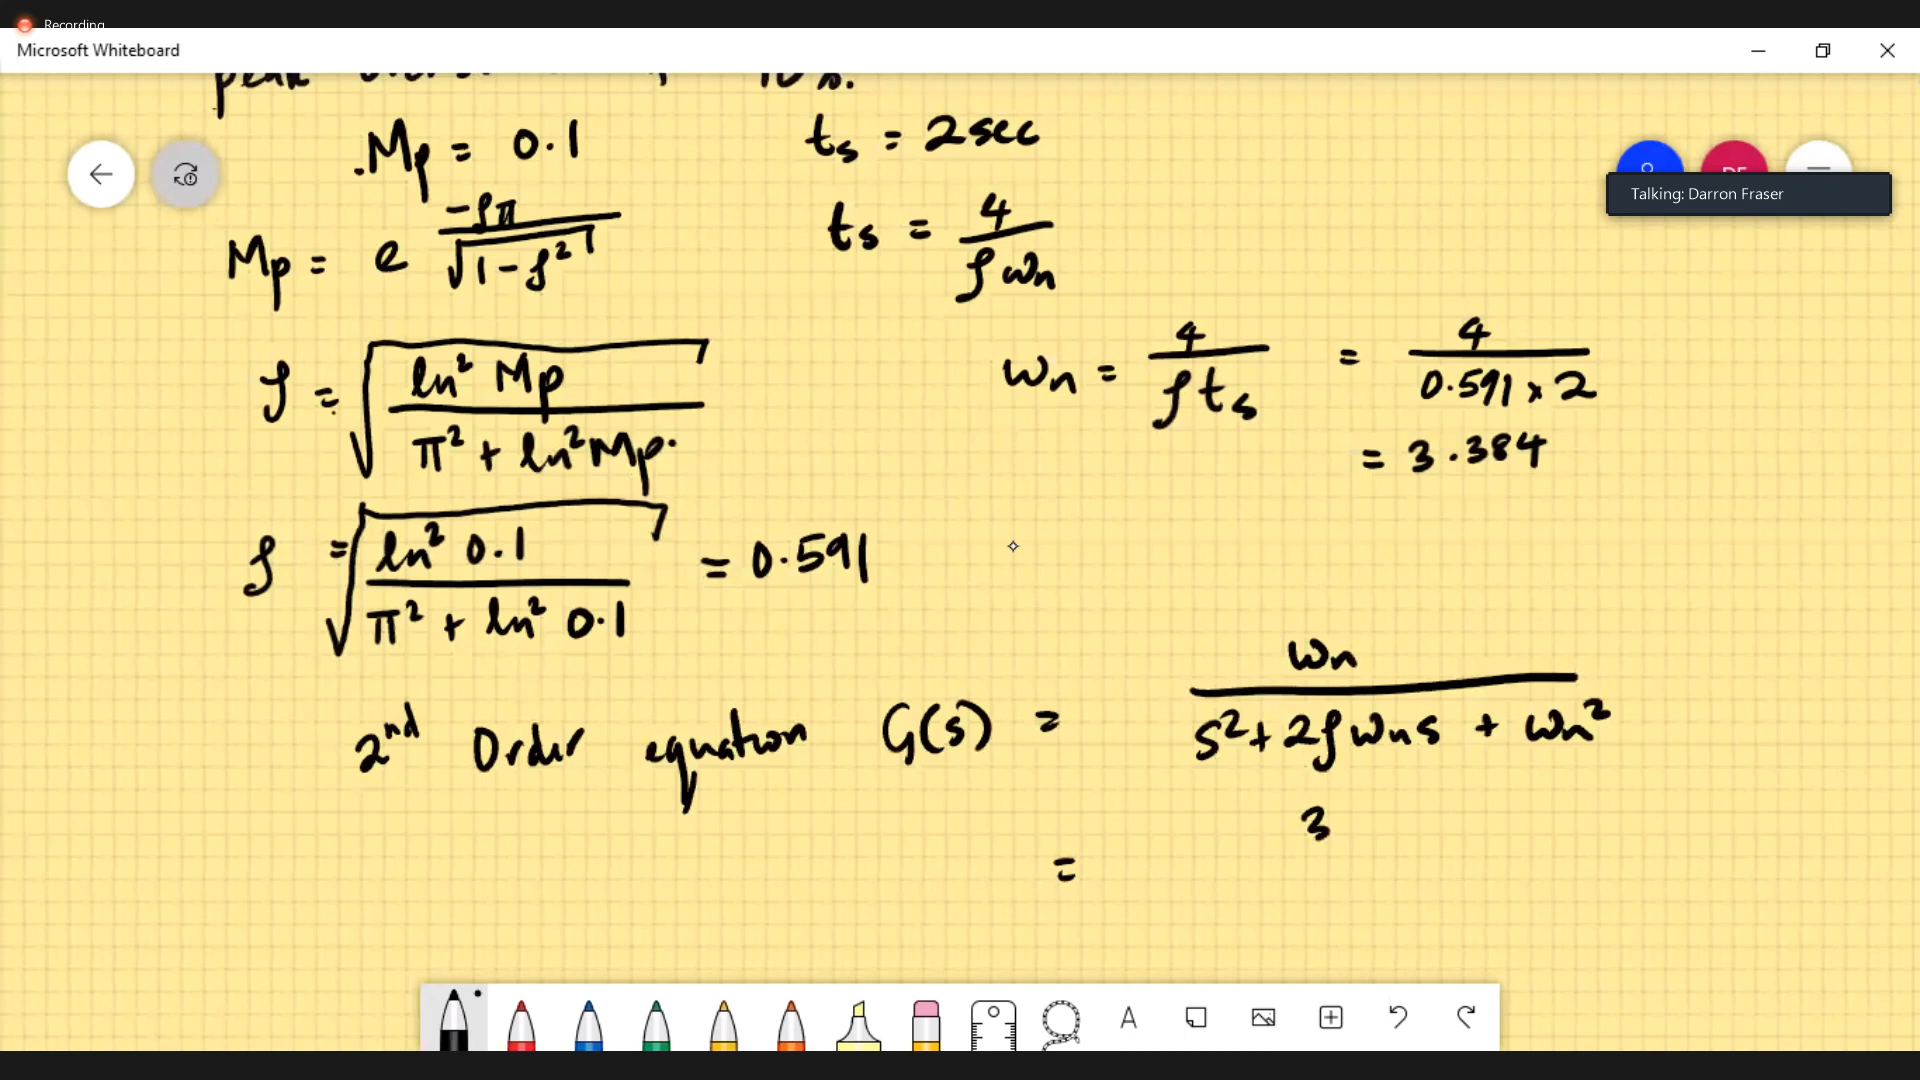 Recording
Microsoft Whiteboard
peak 10%.
Mp = 0.1
ts = 2sec
Talking: Darron Fraser
Mp = e^(-ζπ/√(1-ζ²))
ts = 4/(ζωn)
ζ = √(ln² Mp/(π² + ln² Mp))
ωn = 4/(ζts) = 4/(0.591 × 2)
= 3.384
ζ = √(ln² 0.1/(π² + ln² 0.1)) = 0.591
2nd Order equation G(s) = ωn/(s² + 2ζωns + ωn²)
= 3
A